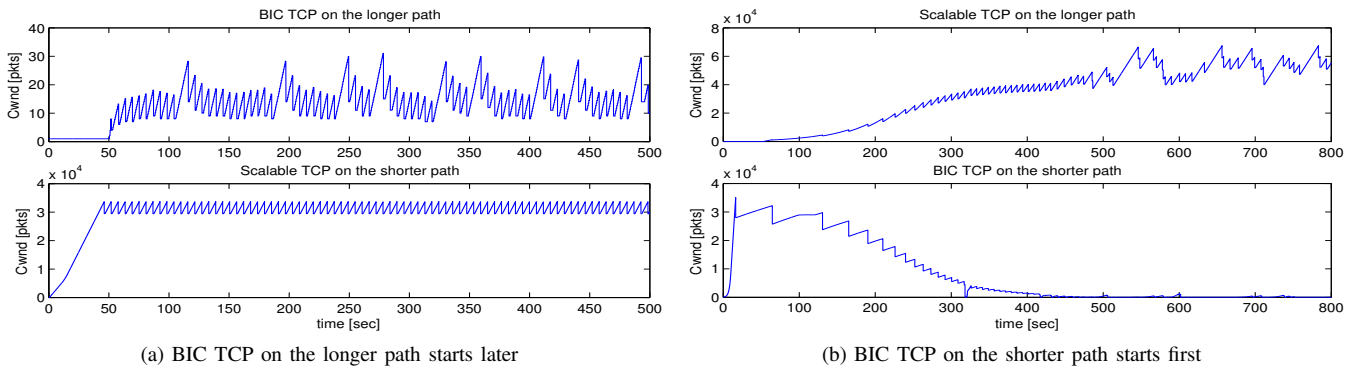 BIC TCP on the longer path
Cwnd [pkts]
40
30
20
10
0
0 50 100 150 200 250 300 350 400 450 500
Scalable TCP on the shorter path
x 10^4
Cwnd [pkts]
4
3
2
1
0
0 50 100 150 200 250 300 350 400 450 500
time [sec]
(a) BIC TCP on the longer path starts later
Scalable TCP on the longer path
x 10^4
Cwnd [pkts]
8
6
4
2
0
0 100 200 300 400 500 600 700 800
BIC TCP on the shorter path
x 10^4
Cwnd [pkts]
4
3
2
1
0
0 100 200 300 400 500 600 700 800
time [sec]
(b) BIC TCP on the shorter path starts first